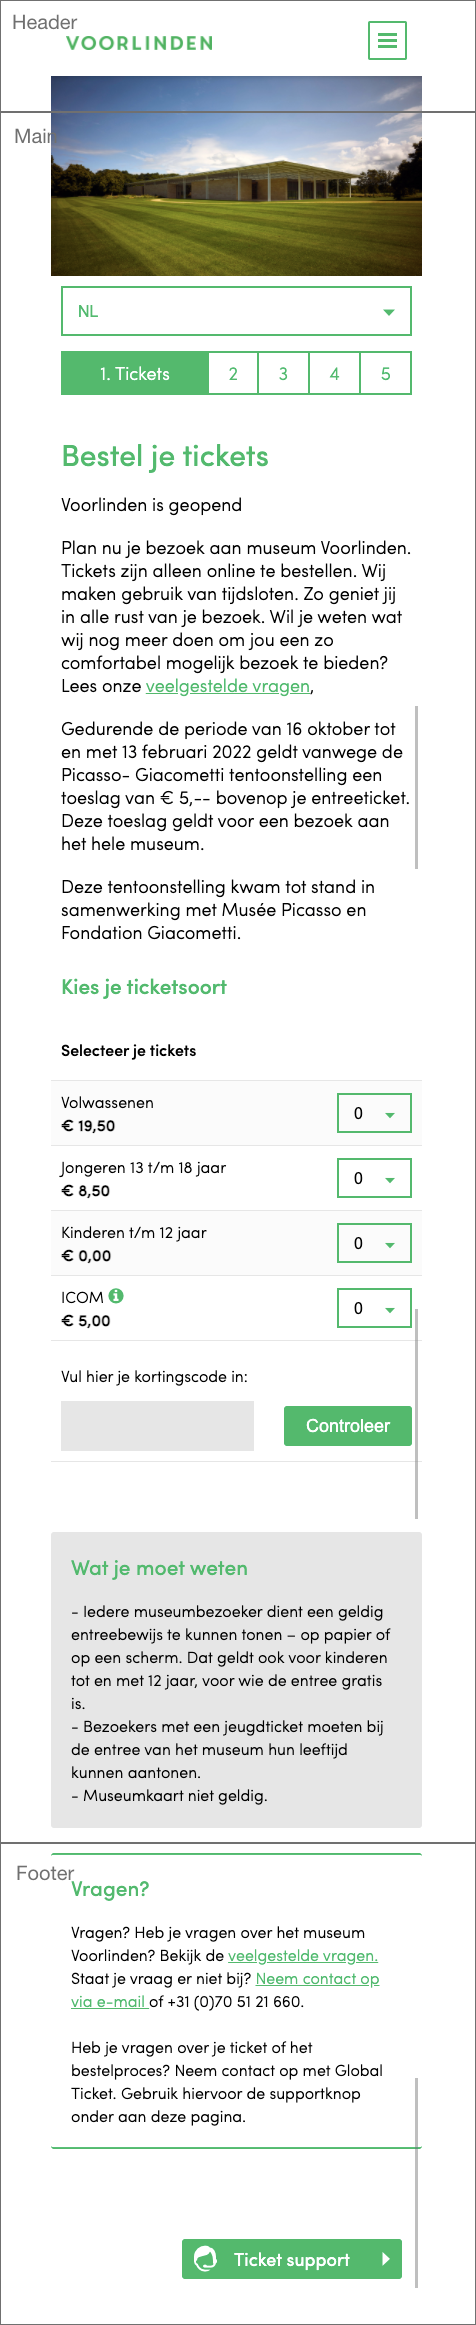 Header
VOORLINDEN
Main
NL
1. Tickets 2 3 4 5
Bestel je tickets
Voorlinden is geopend
Plan nu je bezoek aan museum Voorlinden.
Tickets zijn alleen online te bestellen. Wij
maken gebruik van tijdsloten. Zo geniet jij
in alle rust van je bezoek. Wil je weten wat
wij nog meer doen om jou een zo
comfortabel mogelijk bezoek te bieden?
Lees onze veelgestelde vragen,
Gedurende de periode van 16 oktober tot
en met 13 februari 2022 geldt vanwege de
Picasso- Giacometti tentoonstelling een
toeslag van € 5,-- bovenop je entreeticket.
Deze toeslag geldt voor een bezoek aan
het hele museum.
Deze tentoonstelling kwam tot stand in
samenwerking met Musée Picasso en
Fondation Giacometti.
Kies je ticketsoort
Selecteer je tickets
Volwassenen
€ 19,50
0
Jongeren 13 t/m 18 jaar
€ 8,50
0
Kinderen t/m 12 jaar
€ 0,00
0
ICOM
€ 5,00
0
Vul hier je kortingscode in:
Controleer
Wat je moet weten
- Iedere museumbezoeker dient een geldig
entreebewijs te kunnen tonen – op papier of
op een scherm. Dat geldt ook voor kinderen
tot en met 12 jaar, voor wie de entree gratis
is.
- Bezoekers met een jeugdticket moeten bij
de entree van het museum hun leeftijd
kunnen aantonen.
- Museumkaart niet geldig.
Footer
Vragen?
Vragen? Heb je vragen over het museum
Voorlinden? Bekijk de veelgestelde vragen.
Staat je vraag er niet bij? Neem contact op
via e-mail of +31 (0)70 51 21 660.
Heb je vragen over je ticket of het
bestelproces? Neem contact op met Global
Ticket. Gebruik hiervoor de supportknop
onder aan deze pagina.
Ticket support